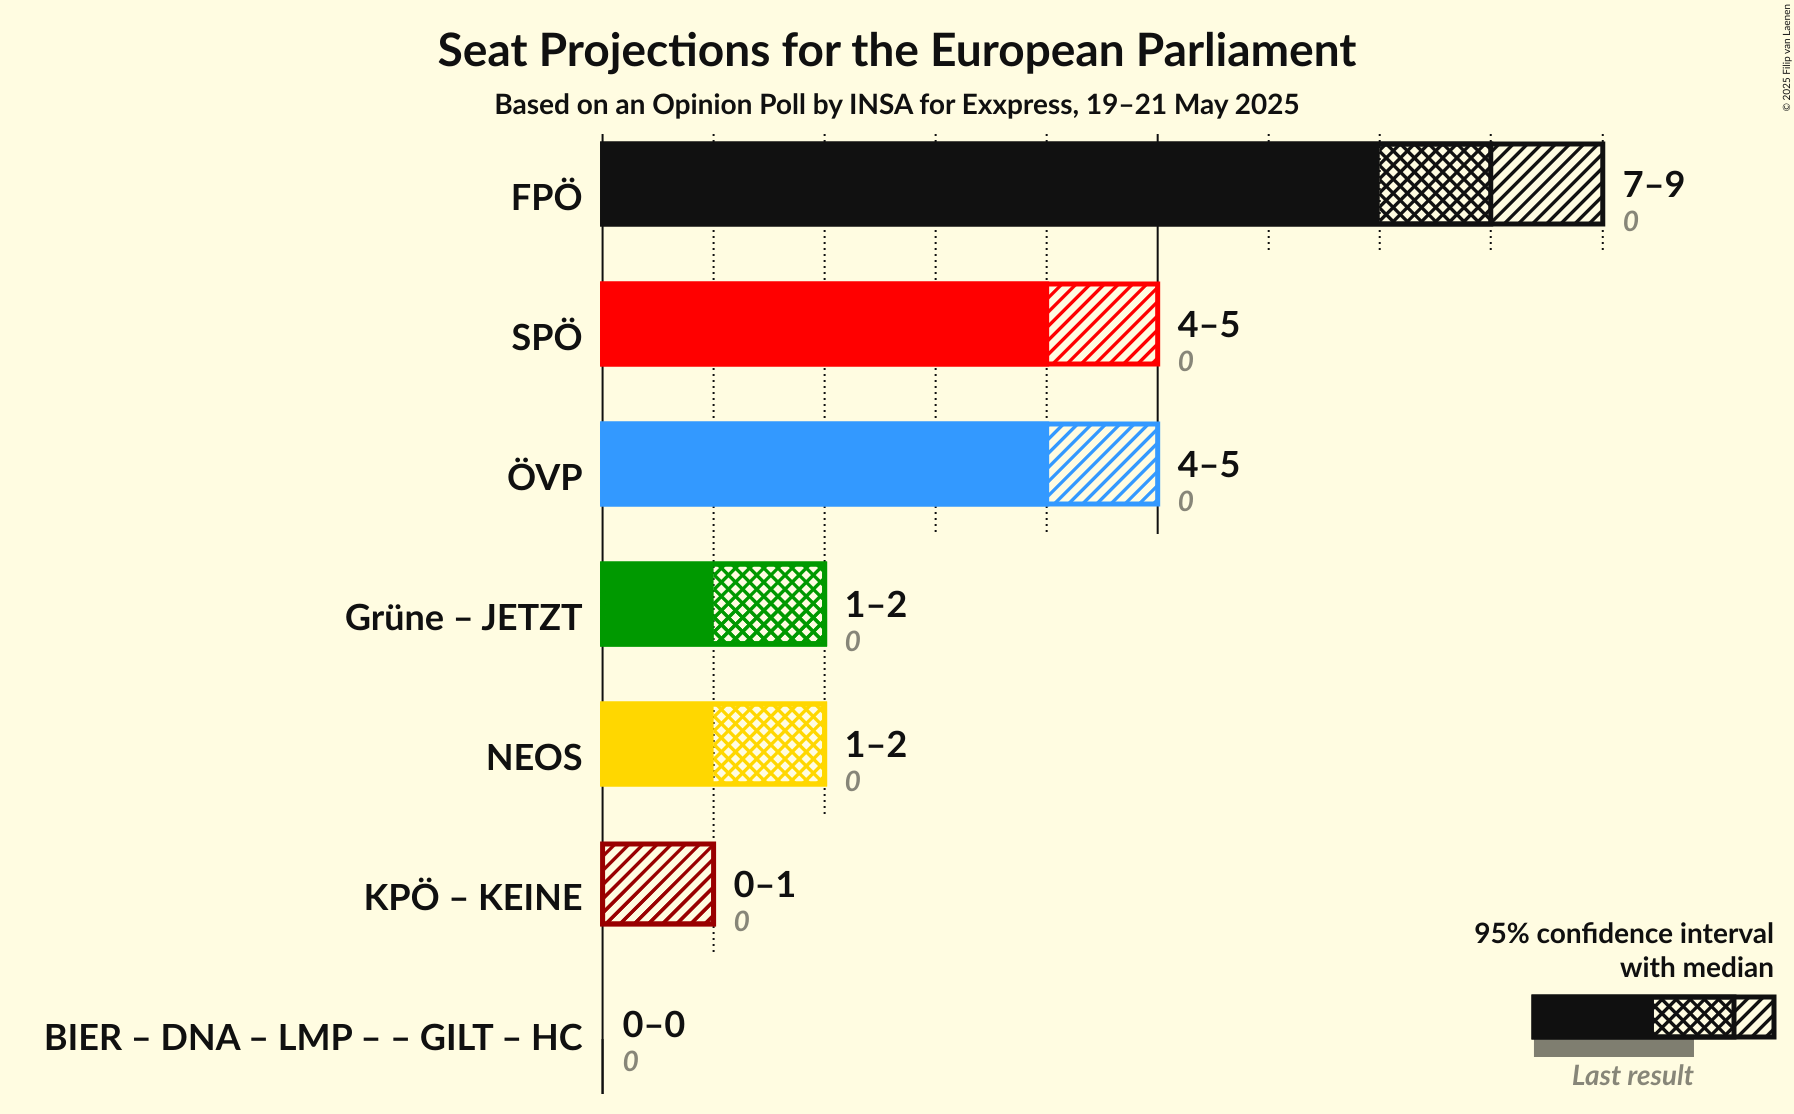 Seat Projections for the European Parliament
Based on an Opinion Poll by INSA for Exxpress, 19–21 May 2025
© 2025 Filip van Laenen
FPÖ
7–9
0
SPÖ
4–5
0
ÖVP
4–5
0
Grüne – JETZT
1–2
0
NEOS
1–2
0
KPÖ – KEINE
0–1
0
BIER – DNA – LMP – – GILT – HC
0–0
0
95% confidence interval
with median
Last result